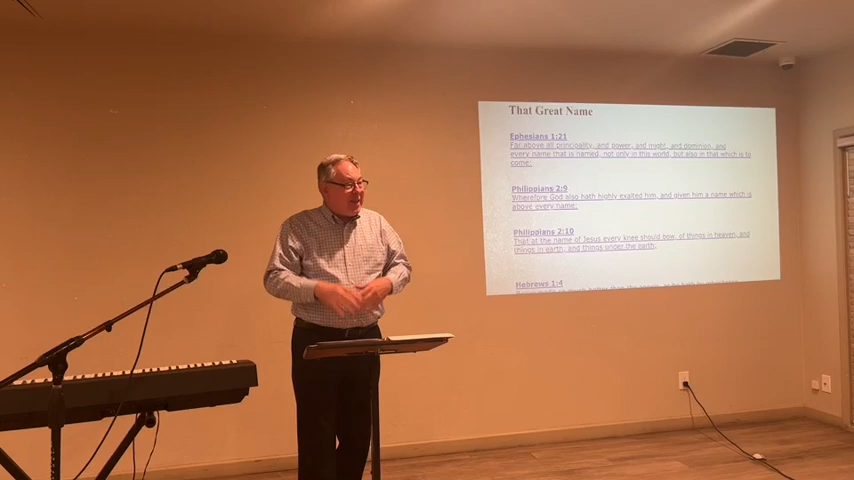 That Great Name
Ephesians 1:21
Far above all principality, and power, and might, and dominion, and
every name that is named, not only in this world, but also in that which is to
come:
Philippians 2:9
Wherefore God also hath highly exalted him, and given him a name which is
above every name:
Philippians 2:10
That at the name of Jesus every knee should bow, of things in heaven, and
things in earth, and things under the earth;
Hebrews 1:4